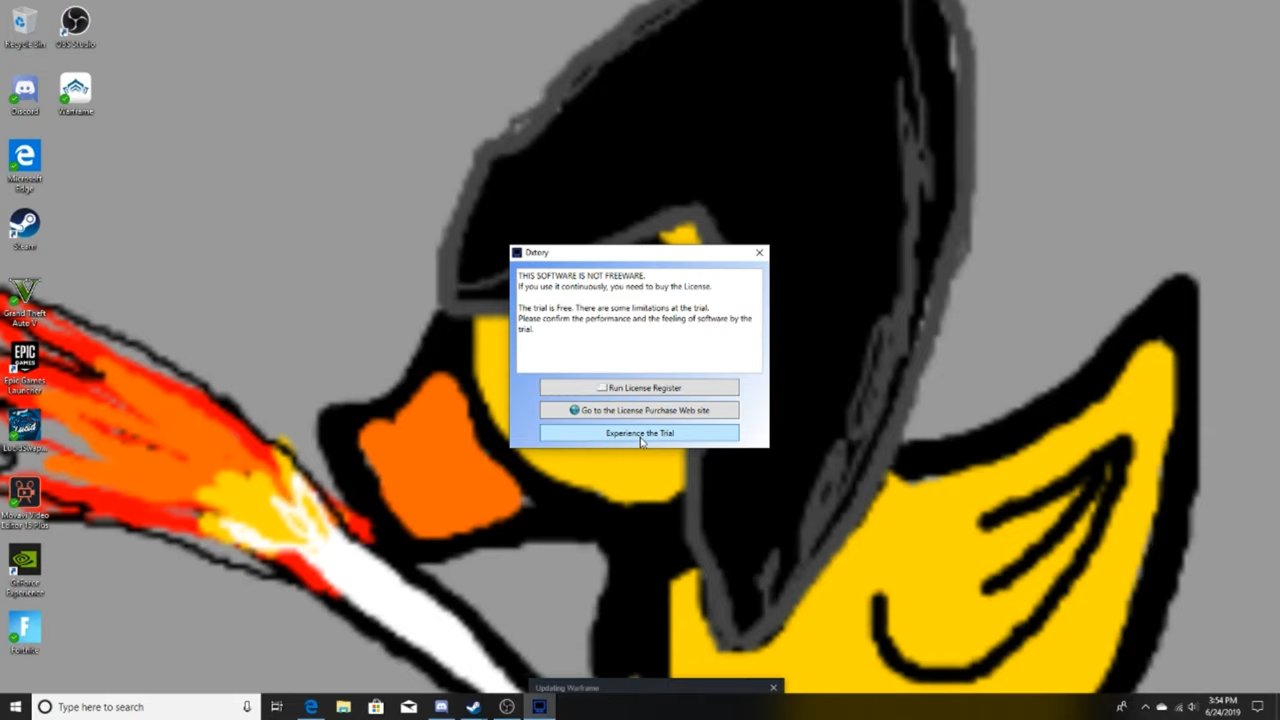 Recycle Bin
OBS Studio
Discord
Warframe
Microsoft
Edge
Steam
Grand Theft
Auto V
EPIC
GAMES
Epic Games
Launcher
Lucid
LucidSwap...
Movavi Video
Editor 15 Plus
GeForce
Experience
Fortnite
Dxtory
THIS SOFTWARE IS NOT FREEWARE.
If you use it continuously, you need to buy the License.
The trial is Free. There are some limitations at the trial.
Please confirm the performance and the feeling of software by the
trial.
Run License Register
Go to the License Purchase Web site
Experience the Trial
Updating Warframe
Type here to search
3:54 PM
6/24/2019